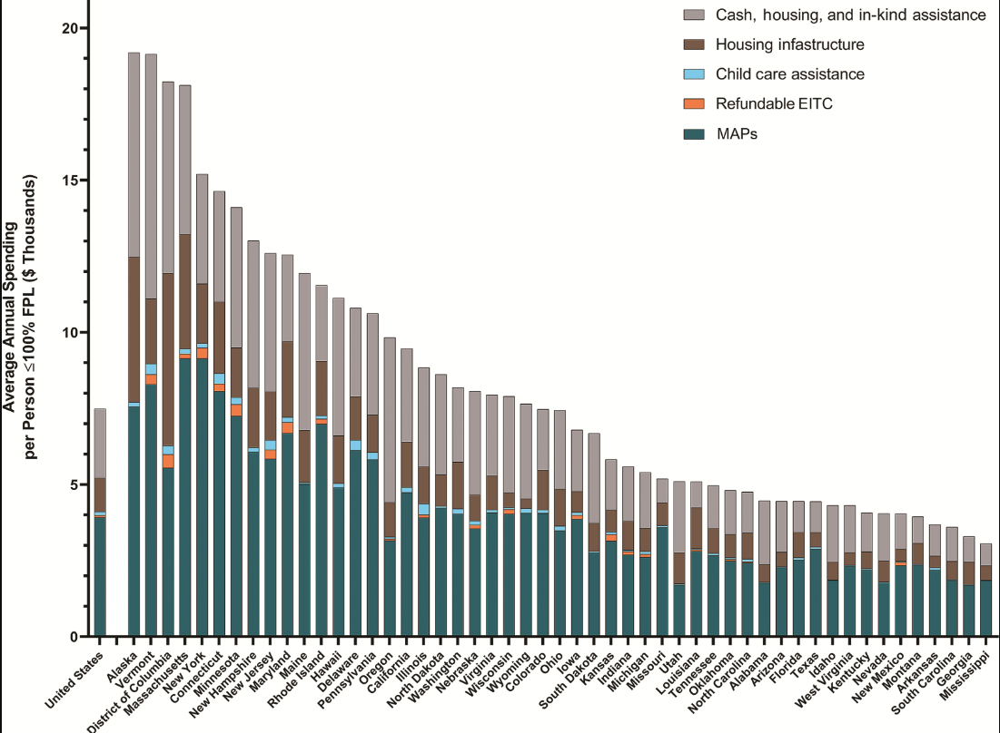 Cash, housing, and in-kind assistance
Housing infastructure
Child care assistance
Refundable EITC
MAPs
Average Annual Spending
per Person ≤100% FPL ($ Thousands)
20
15
10
5
0
United States
Alaska
Vermont
District of Columbia
Massachusets
New York
Connecticut
Minnesota
New Hampshire
New Jersey
Maryland
Maine
Rhode Island
Hawaii
Delaware
Pennsylvania
Oregon
California
Illinois
North Dakota
Washington
Nebraska
Virginia
Wisconsin
Wyoming
Colorado
Ohio
Iowa
South Dakota
Kansas
Indiana
Michigan
Missouri
Utah
Louisiana
Tennessee
Oklahoma
North Carolina
Alabama
Arizona
Florida
Texas
Idaho
West Virginia
Kentucky
Nevada
New Mexico
Montana
Arkansas
South Carolina
Georgia
Mississippi